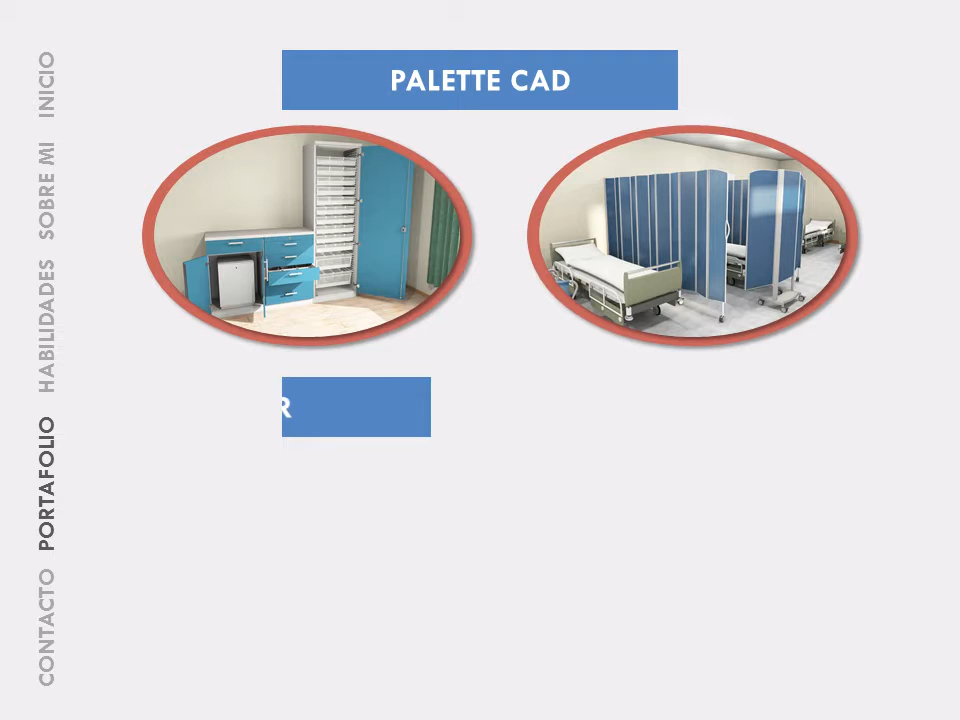 PALETTE CAD
R
INICIO
SOBRE MI
HABILIDADES
PORTAFOLIO
CONTACTO